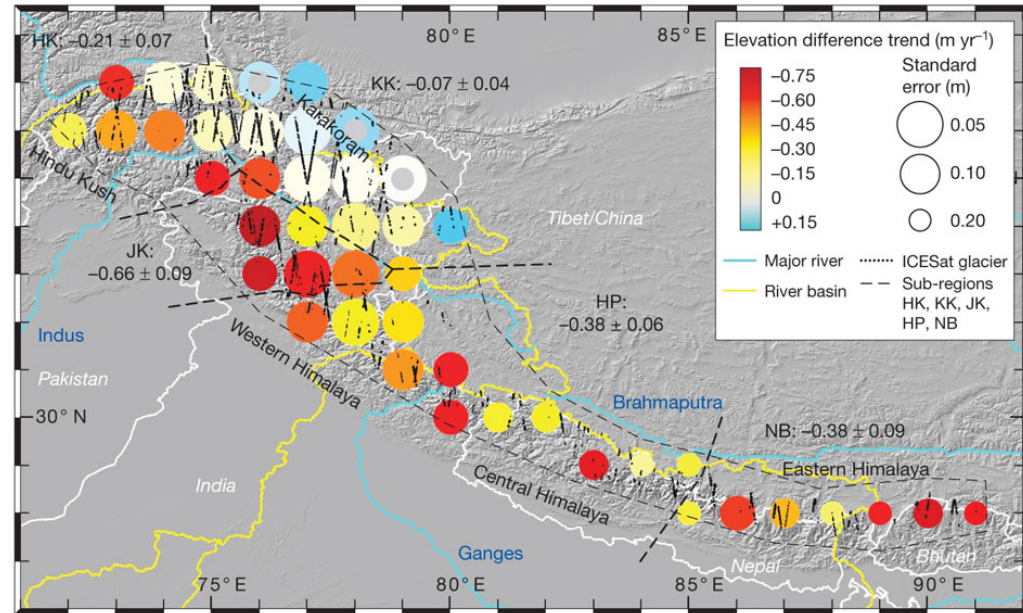 80° E
85° E
HK: –0.21 ± 0.07
KK: –0.07 ± 0.04
Karakoram
Hindu Kush
Tibet/China
JK:
–0.66 ± 0.09
HP:
–0.38 ± 0.06
Indus
Pakistan
Western Himalaya
30° N
Brahmaputra
NB: –0.38 ± 0.09
Eastern Himalaya
Central Himalaya
India
Ganges
Nepal
Bhutan
75° E
80° E
85° E
90° E
Elevation difference trend (m yr⁻¹)
–0.75
–0.60
–0.45
–0.30
–0.15
0
+0.15
Standard
error (m)
0.05
0.10
0.20
Major river
River basin
ICESat glacier
Sub-regions
HK, KK, JK,
HP, NB